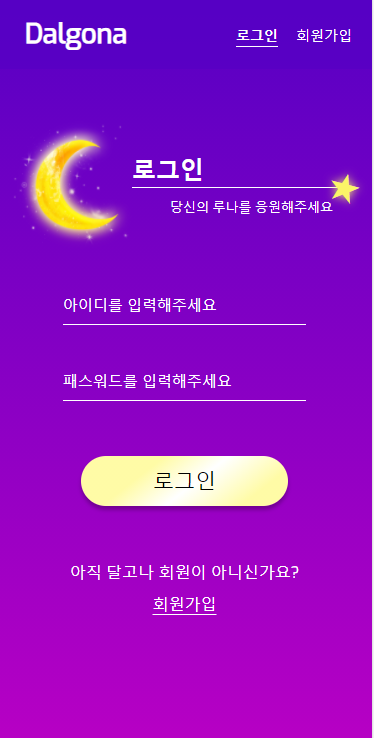 Dalgona
로그인 회원가입
로그인
당신의 루나를 응원해주세요
아이디를 입력해주세요
패스워드를 입력해주세요
로그인
아직 달고나 회원이 아니신가요?
회원가입